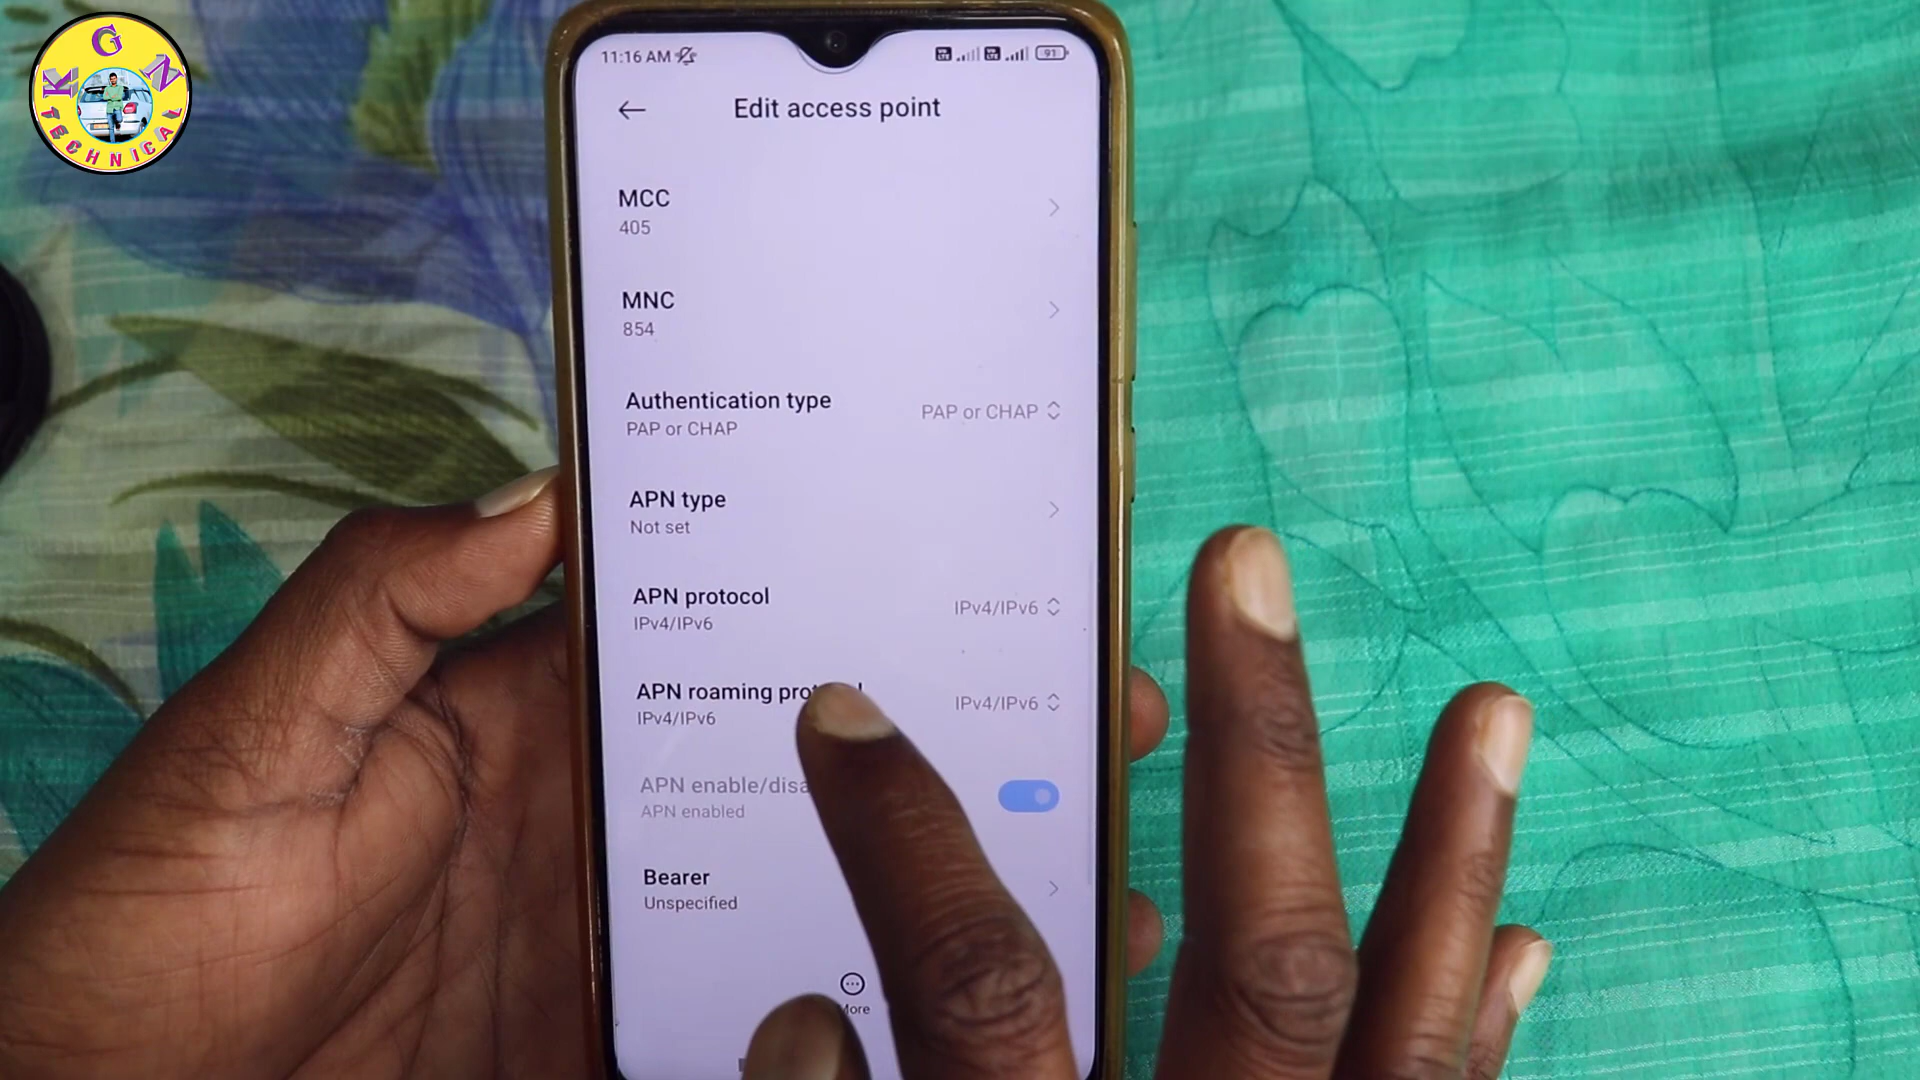 K G N
TECHNICAL
11:16 AM
91
Edit access point
MCC
405
MNC
854
Authentication type
PAP or CHAP
PAP or CHAP
APN type
Not set
APN protocol
IPv4/IPv6
IPv4/IPv6
APN roaming
IPv4/IPv6
IPv4/IPv6
APN
APN enabled
Bearer
Unspecified
More